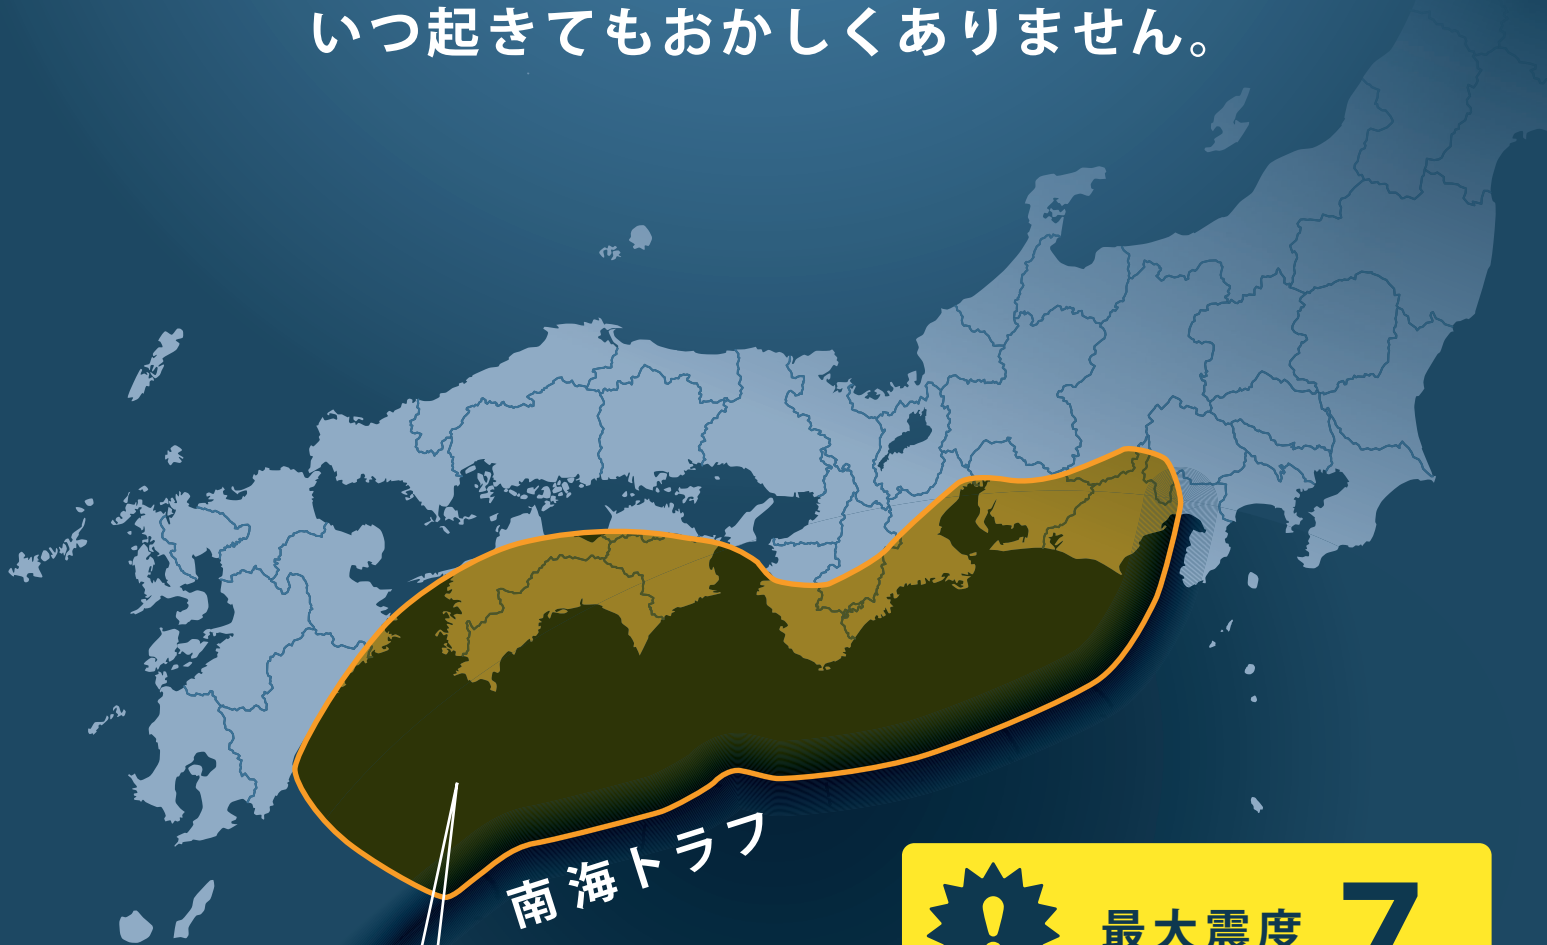 いつ起きてもおかしくありません。
南海トラフ
最大震度 7